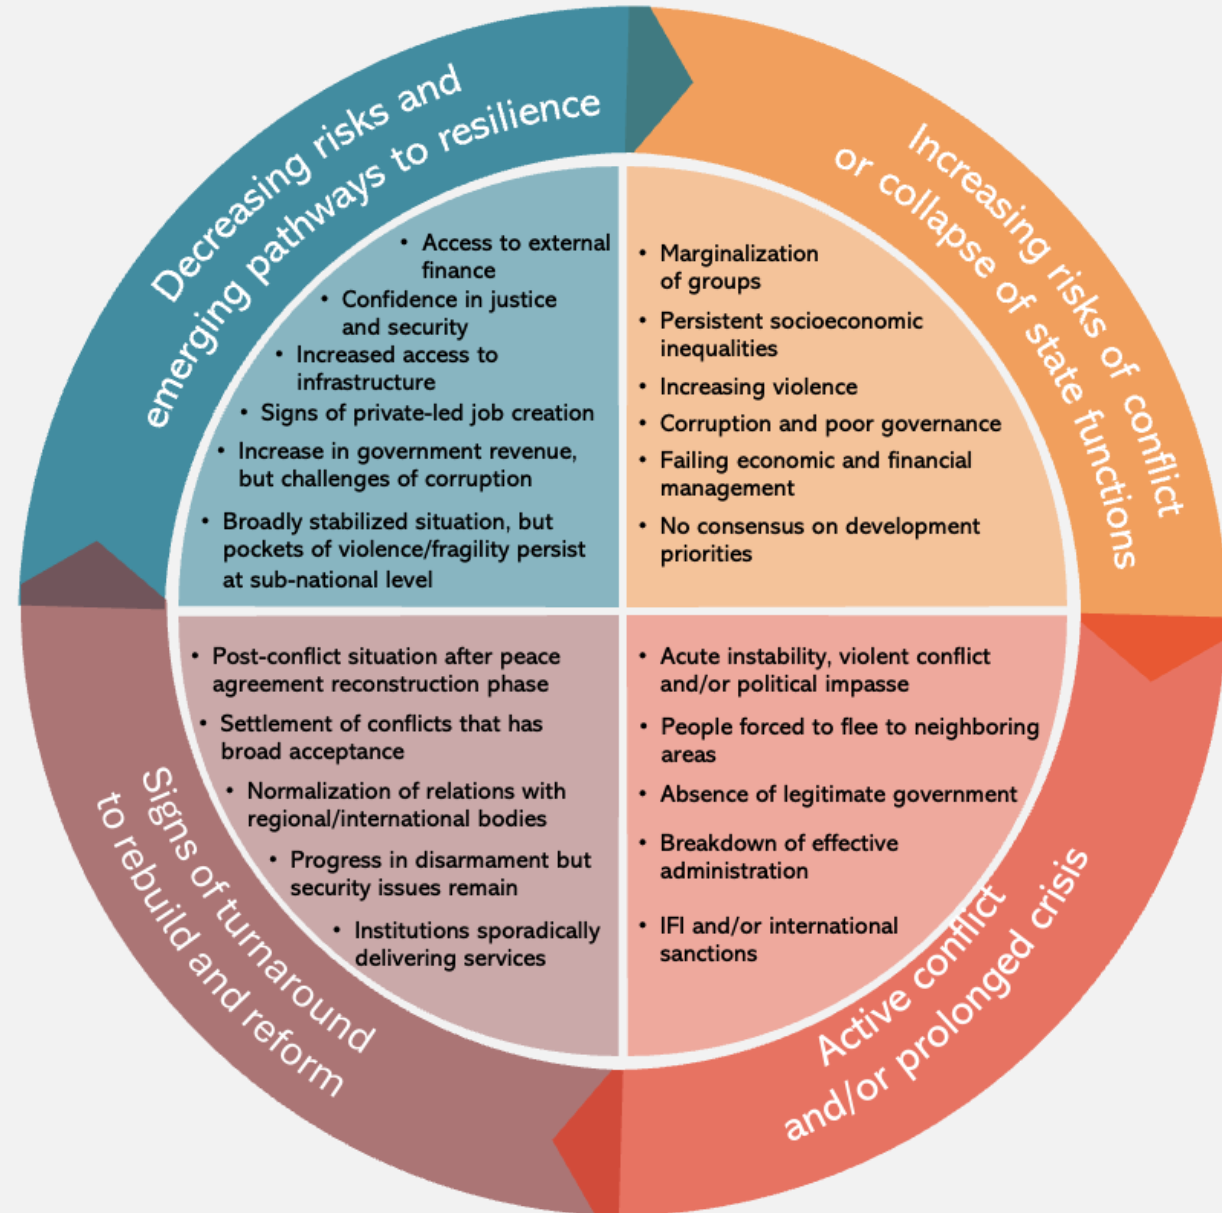 Decreasing risks and
emerging pathways to resilience
• Access to external
finance
• Confidence in justice
and security
• Increased access to
infrastructure
• Signs of private-led job creation
• Increase in government revenue,
but challenges of corruption
• Broadly stabilized situation, but
pockets of violence/fragility persist
at sub-national level
Increasing risks of conflict
or collapse of state functions
• Marginalization
of groups
• Persistent socioeconomic
inequalities
• Increasing violence
• Corruption and poor governance
• Failing economic and financial
management
• No consensus on development
priorities
• Post-conflict situation after peace
agreement reconstruction phase
• Settlement of conflicts that has
broad acceptance
• Normalization of relations with
regional/international bodies
• Progress in disarmament but
security issues remain
• Institutions sporadically
delivering services
Signs of turnaround
to rebuild and reform
• Acute instability, violent conflict
and/or political impasse
• People forced to flee to neighboring
areas
• Absence of legitimate government
• Breakdown of effective
administration
• IFI and/or international
sanctions
Active conflict
and/or prolonged crisis